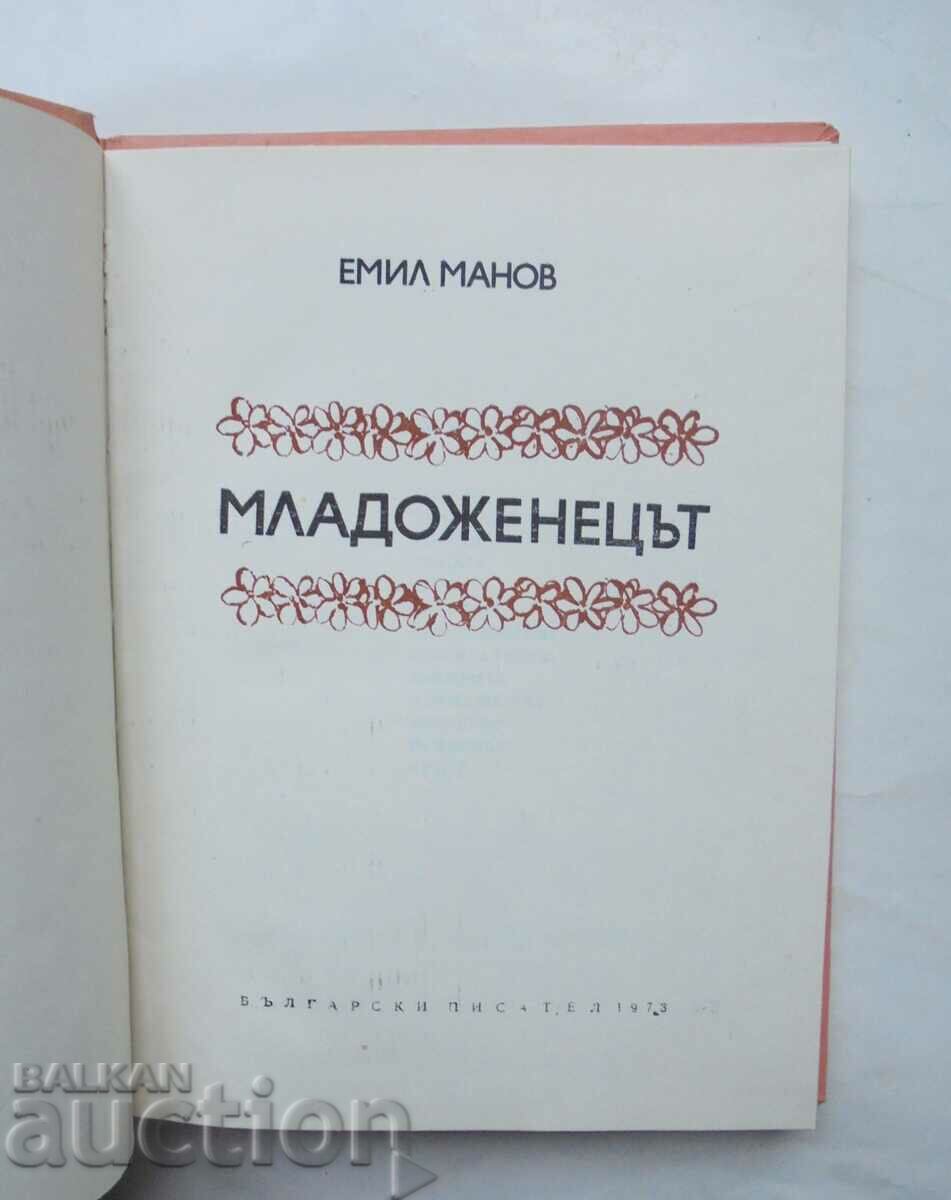 ЕМИЛ МАНОВ
МЛАДОЖЕНЕЦЪТ
БЪЛГАРСКИ ПИСАТЕЛ 1973
BALKAN
auction